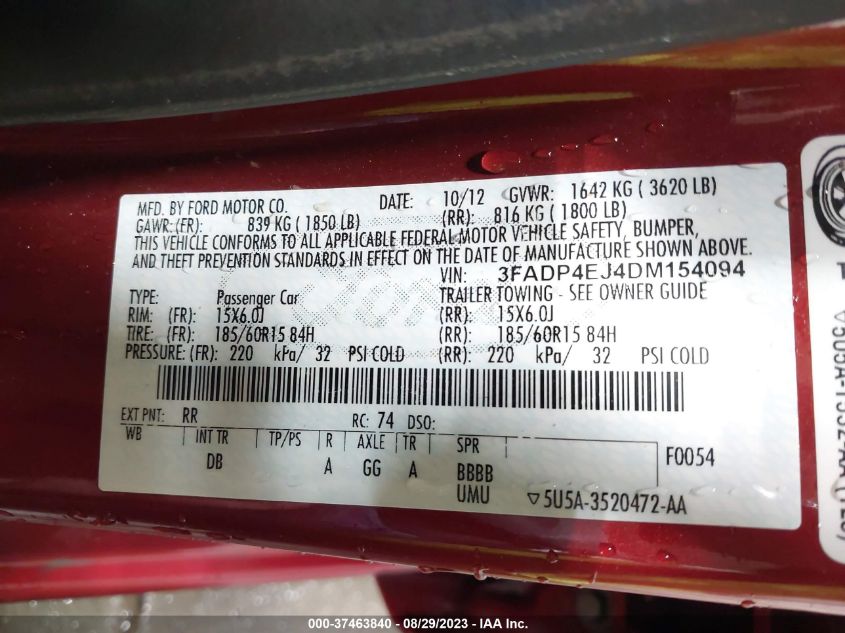 MFD. BY FORD MOTOR CO. DATE: 10/12 GVWR: 1642 KG ( 3620 LB)
GAWR: (FR): 839 KG ( 1850 LB) (RR): 816 KG ( 1800 LB)
THIS VEHICLE CONFORMS TO ALL APPLICABLE FEDERAL MOTOR VEHICLE SAFETY, BUMPER,
AND THEFT PREVENTION STANDARDS IN EFFECT ON THE DATE OF MANUFACTURE SHOWN ABOVE.
VIN: 3FADP4EJ4DM154094
TYPE: Passenger Car TRAILER TOWING - SEE OWNER GUIDE
RIM: (FR): 15X6.0J (RR): 15X6.0J
TIRE: (FR): 185/60R15 84H (RR): 185/60R15 84H
PRESSURE: (FR): 220 kPa/ 32 PSI COLD (RR): 220 kPa/ 32 PSI COLD
EXT PNT: RR RC: 74 DSO:
WB INT TR TP/PS R AXLE TR SPR F0054
DB A GG A BBBB
UMU ▽5U5A-3520472-AA
000-37463840 - 08/29/2023 - IAA Inc.